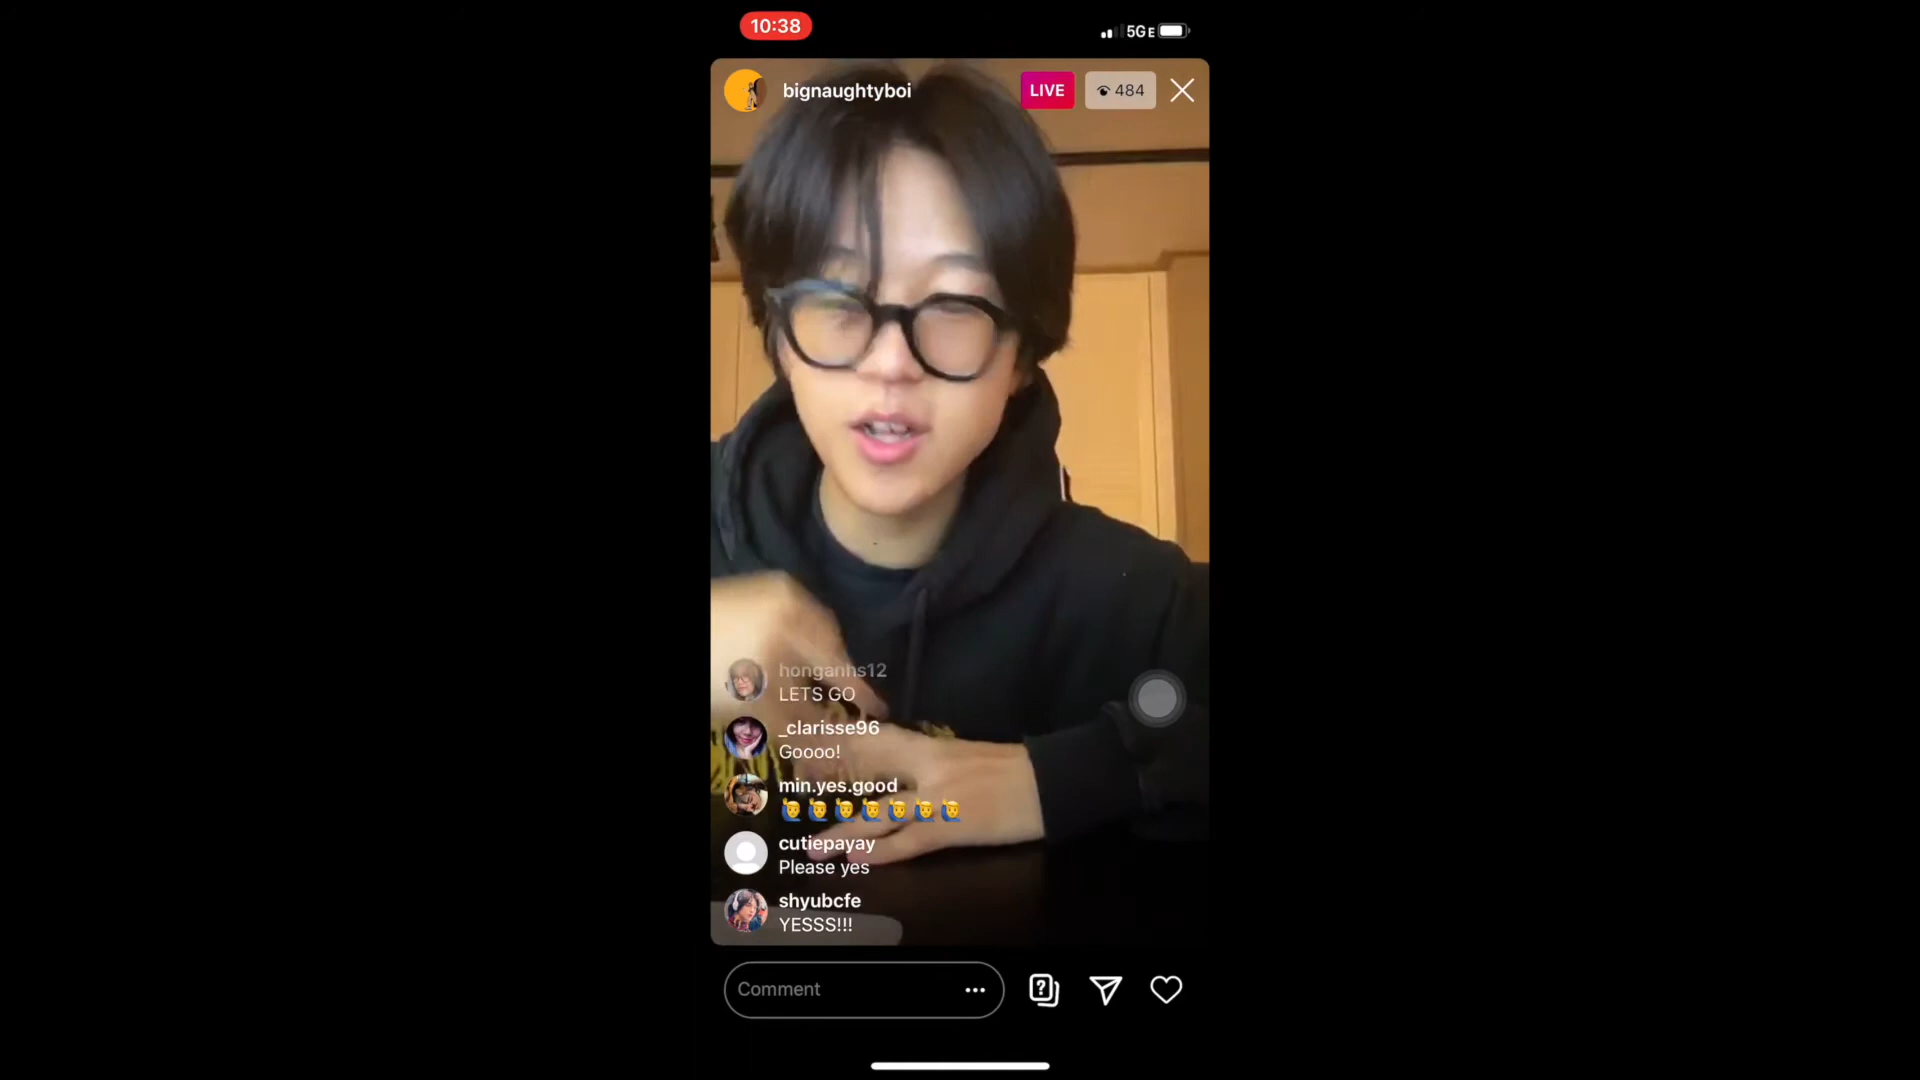 10:38
5GE
bignaughtyboi
LIVE
484
honganhs12
LETS GO
_clarisse96
Goooo!
min.yes.good
🙋‍♂️🙋‍♂️🙋‍♂️🙋‍♂️🙋‍♂️🙋‍♂️🙋‍♂️
cutiepayay
Please yes
shyubcfe
YESSS!!!
Comment